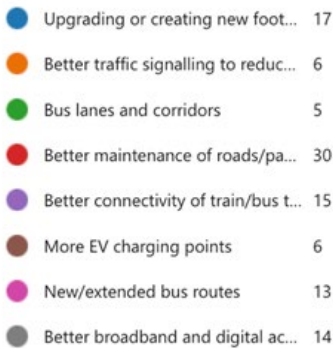 Upgrading or creating new foot... 17
Better traffic signalling to reduc... 6
Bus lanes and corridors 5
Better maintenance of roads/pa... 30
Better connectivity of train/bus t... 15
More EV charging points 6
New/extended bus routes 13
Better broadband and digital ac... 14